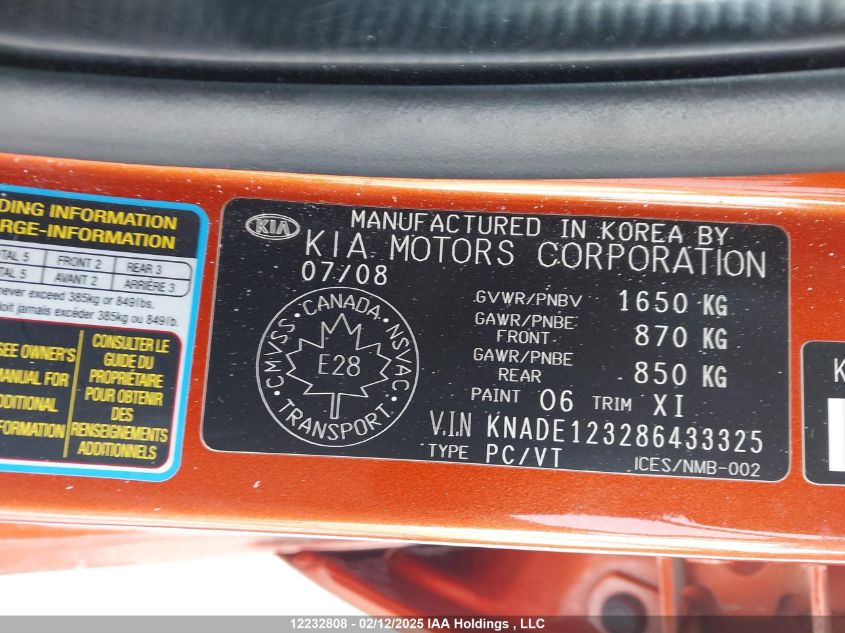 DING INFORMATION
ARGE-INFORMATION
TAL 5 FRONT 2 REAR 3
TAL 5 AVANT 2 ARRIÈRE 3
never exceed 385kg or 849lbs.
doit jamais excéder 385kg ou 849lb.
SEE OWNER'S
MANUAL FOR
ADDITIONAL
FORMATION
CONSULTER LE
GUIDE DU
PROPRIÉTAIRE
POUR OBTENIR
DES
RENSEIGNEMENTS
ADDITIONNELS
KIA
MANUFACTURED IN KOREA BY
KIA MOTORS CORPORATION
07/08
CANADA
CMVSS NSVAC
E28
TRANSPORT
GVWR/PNBV 1650 KG
GAWR/PNBE
FRONT 870 KG
GAWR/PNBE
REAR 850 KG
PAINT 06 TRIM XI
V.I.N KNADE123286433325
TYPE PC/VT ICES/NMB-002
K
12232808 - 02/12/2025 IAA Holdings , LLC